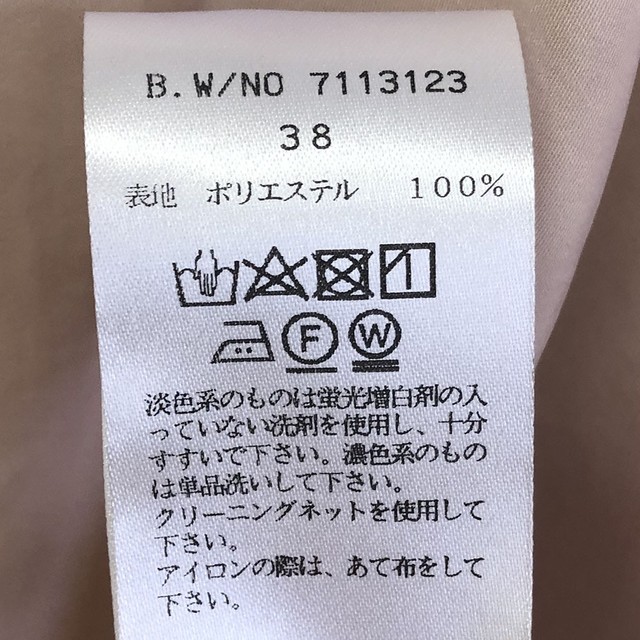 B.W/NO 7113123
38
表地 ポリエステル 100%
F W
淡色系のものは蛍光増白剤の入
っていない洗剤を使用し、十分
すすいで下さい。濃色系のもの
は単品洗いして下さい。
クリーニングネットを使用して
下さい。
アイロンの際は、あて布をして
下さい。